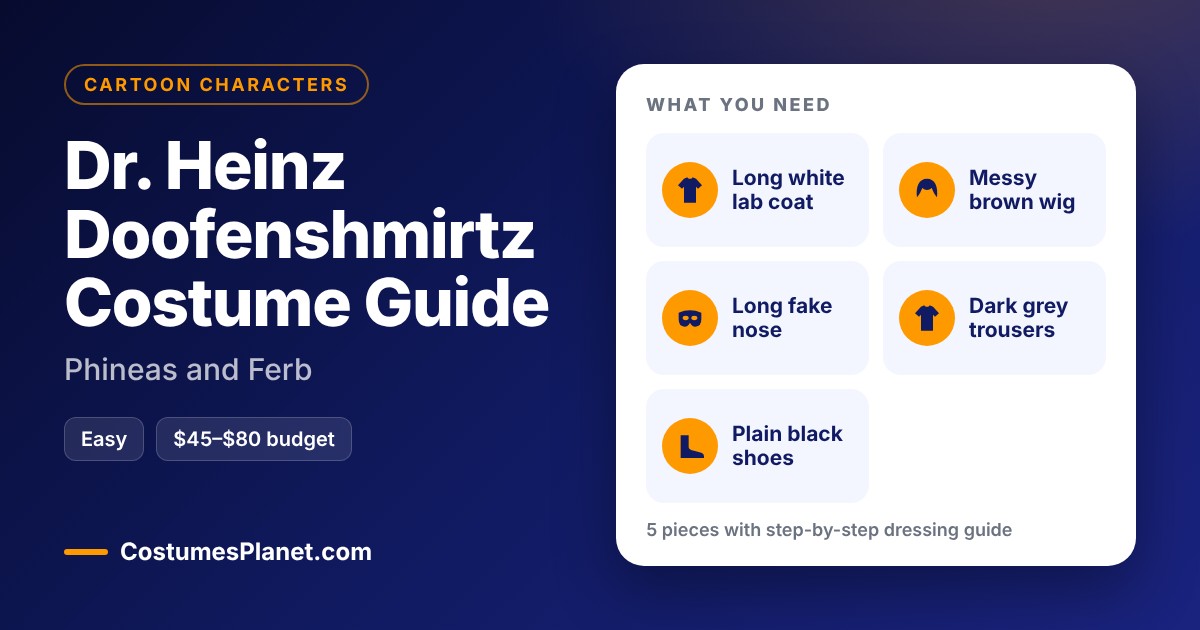 CARTOON CHARACTERS
Dr. Heinz
Doofenshmirtz
Costume Guide
Phineas and Ferb
Easy
$45–$80 budget
CostumesPlanet.com
WHAT YOU NEED
Long white
lab coat
Messy
brown wig
Long fake
nose
Dark grey
trousers
Plain black
shoes
5 pieces with step-by-step dressing guide